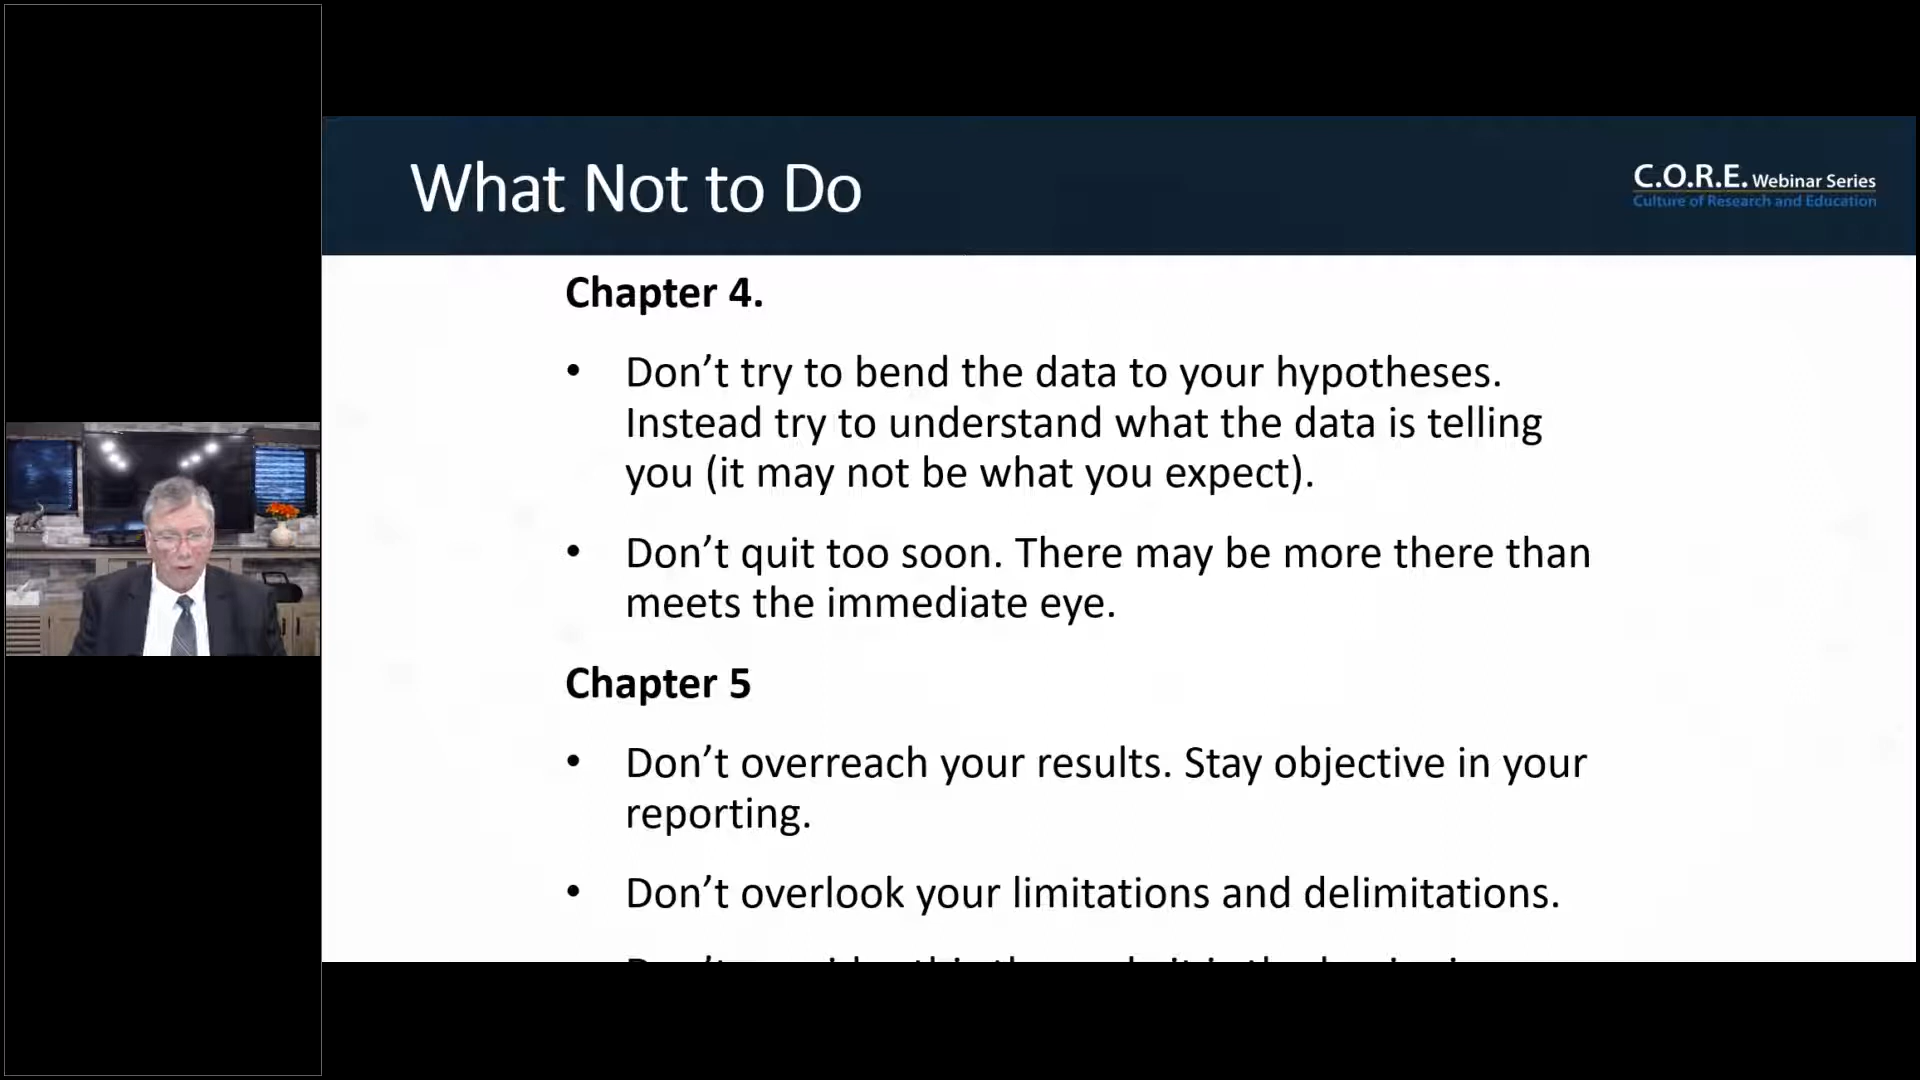 What Not to Do
C.O.R.E. Webinar Series
Culture of Research and Education
Chapter 4.
• Don’t try to bend the data to your hypotheses.
Instead try to understand what the data is telling
you (it may not be what you expect).
• Don’t quit too soon. There may be more there than
meets the immediate eye.
Chapter 5
• Don’t overreach your results. Stay objective in your
reporting.
• Don’t overlook your limitations and delimitations.